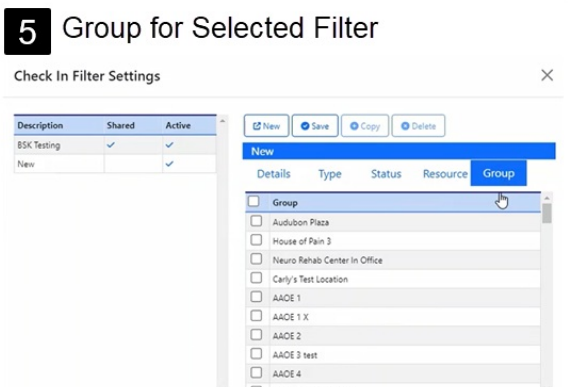 5 Group for Selected Filter
Check In Filter Settings
Description Shared Active
BSK Testing
New
New Save Copy Delete
New
Details Type Status Resource Group
Group
Audubon Plaza
House of Pain 3
Neuro Rehab Center In Office
Carly's Test Location
AAOE 1
AAOE 1 X
AAOE 2
AAOE 3 test
AAOE 4